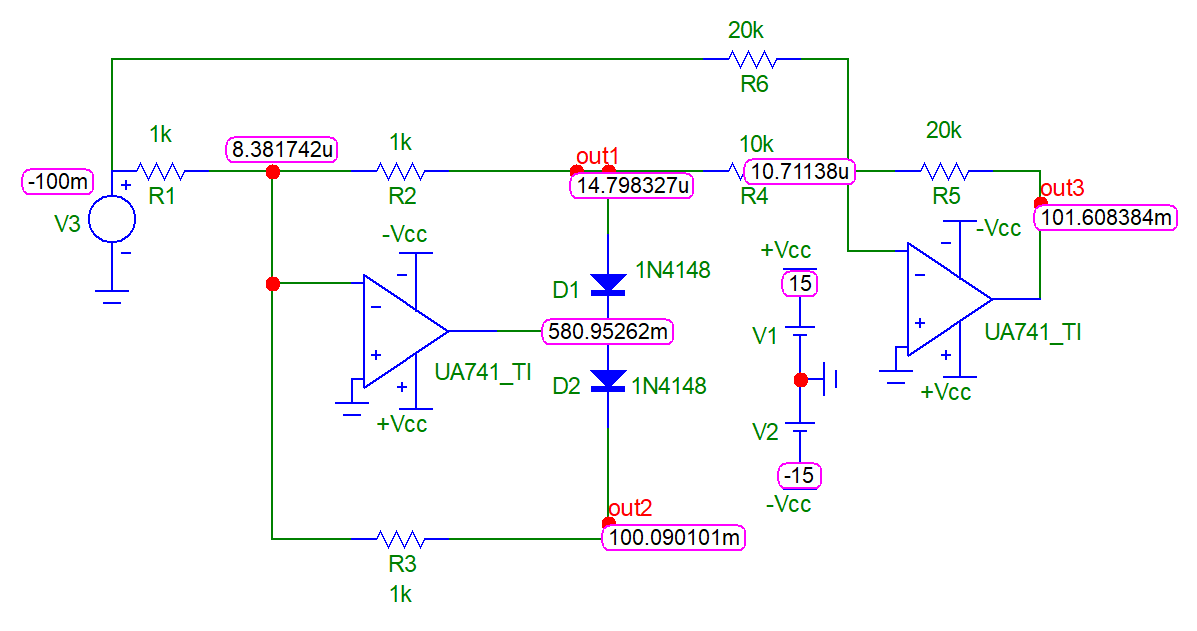 20k
R6
1k
8.381742u
1k
out1
10k
20k
-100m
R1
R2
14.798327u
10.71138u
R4
R5
out3
101.608384m
+
V3
−
-Vcc
−
+Vcc
-Vcc
−
D1
1N4148
15
−
−
580.95262m
V1
+
UA741_TI
+
UA741_TI
+
D2
1N4148
+
+Vcc
+Vcc
V2
-15
-Vcc
out2
100.090101m
R3
1k